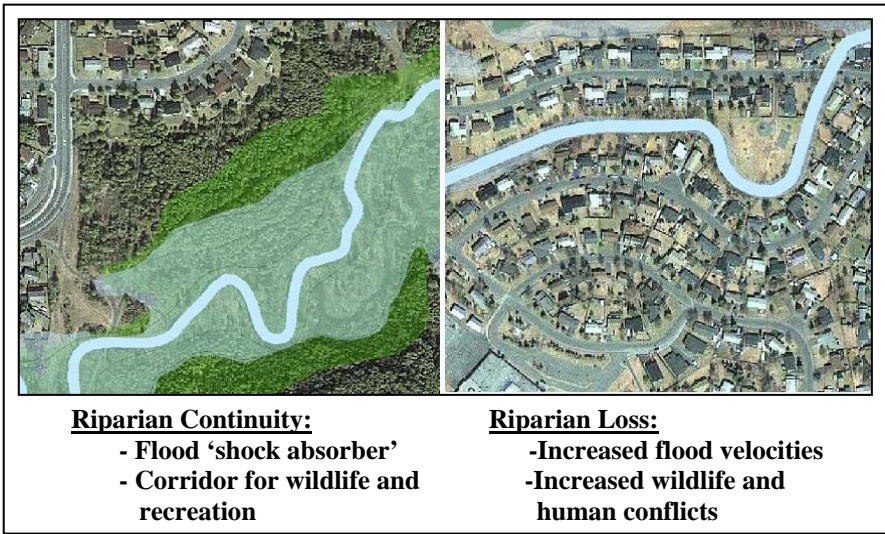 Riparian Continuity:
- Flood ‘shock absorber’
- Corridor for wildlife and
recreation
Riparian Loss:
-Increased flood velocities
-Increased wildlife and
human conflicts